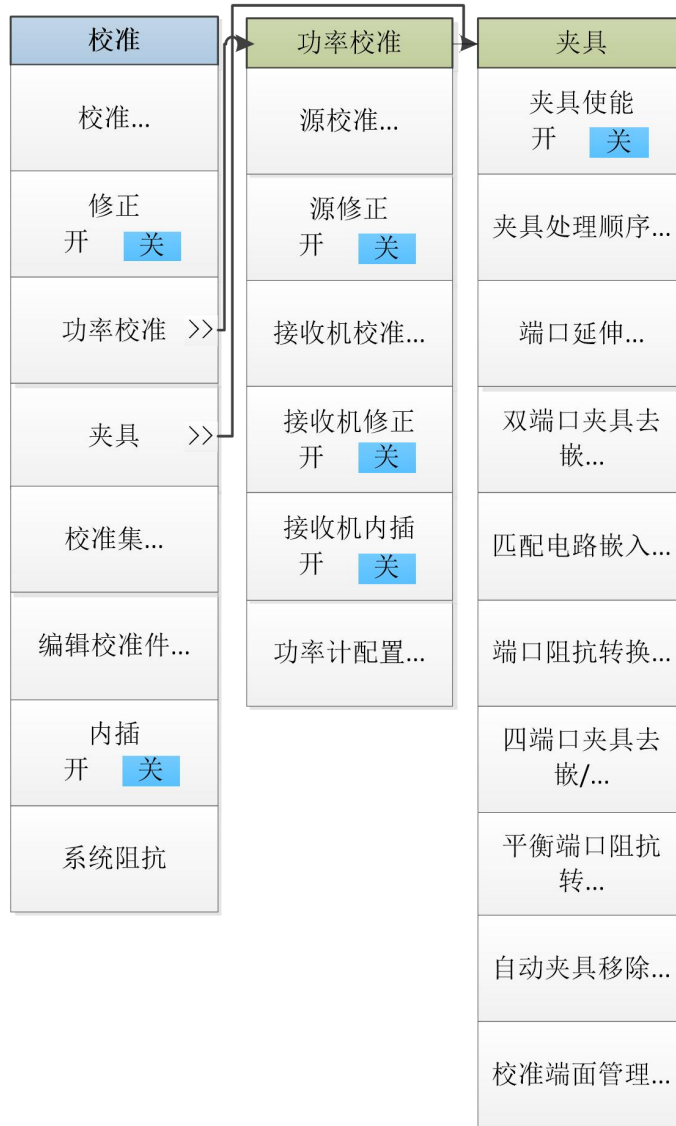 校准
校准...
修正
开 关
功率校准 >>
夹具 >>
校准集...
编辑校准件...
内插
开 关
系统阻抗
功率校准
源校准...
源修正
开 关
接收机校准...
接收机修正
开 关
接收机内插
开 关
功率计配置...
夹具
夹具使能
开 关
夹具处理顺序...
端口延伸...
双端口夹具去
嵌...
匹配电路嵌入...
端口阻抗转换...
四端口夹具去
嵌/...
平衡端口阻抗
转...
自动夹具移除...
校准端面管理...